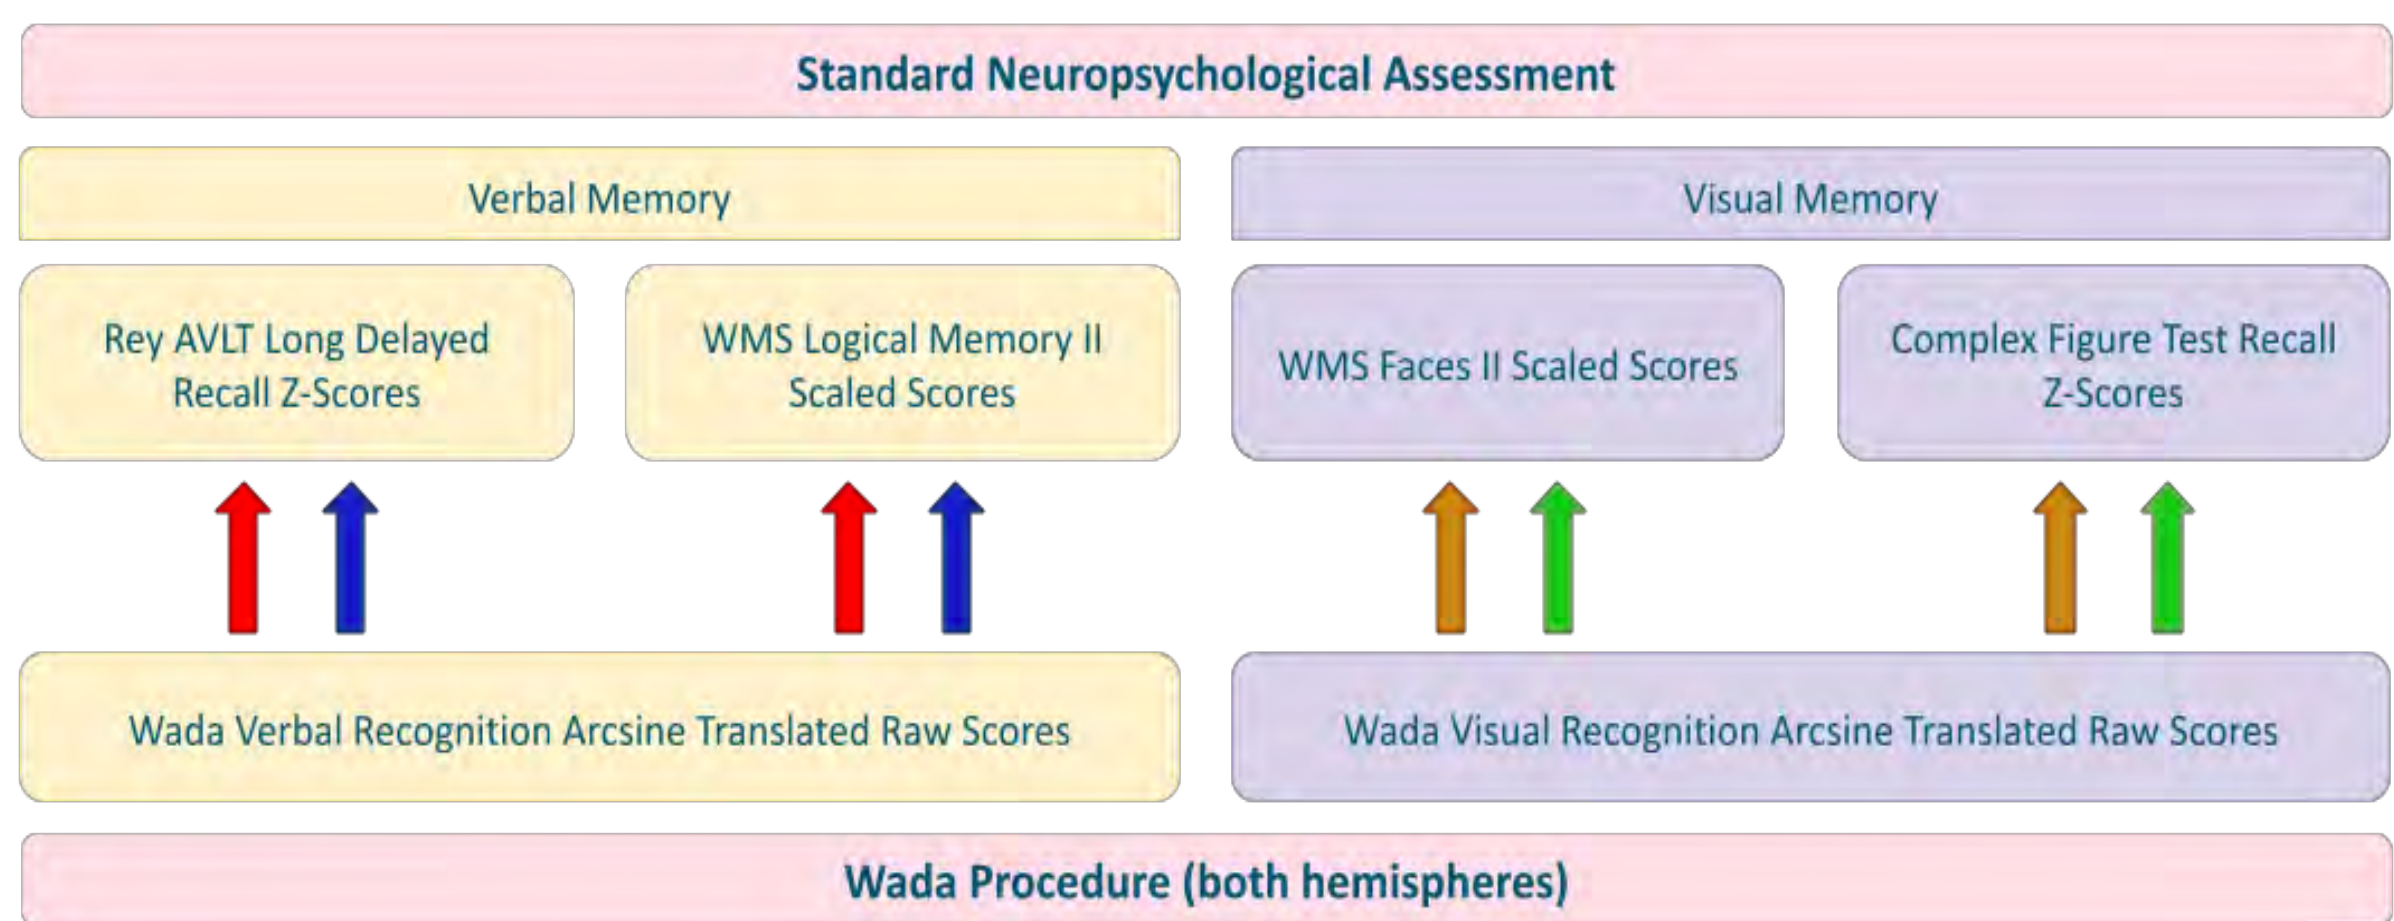 Standard Neuropsychological Assessment
Verbal Memory
Visual Memory
Rey AVLT Long Delayed
Recall Z-Scores
WMS Logical Memory II
Scaled Scores
WMS Faces II Scaled Scores
Complex Figure Test Recall
Z-Scores
Wada Verbal Recognition Arcsine Translated Raw Scores
Wada Visual Recognition Arcsine Translated Raw Scores
Wada Procedure (both hemispheres)